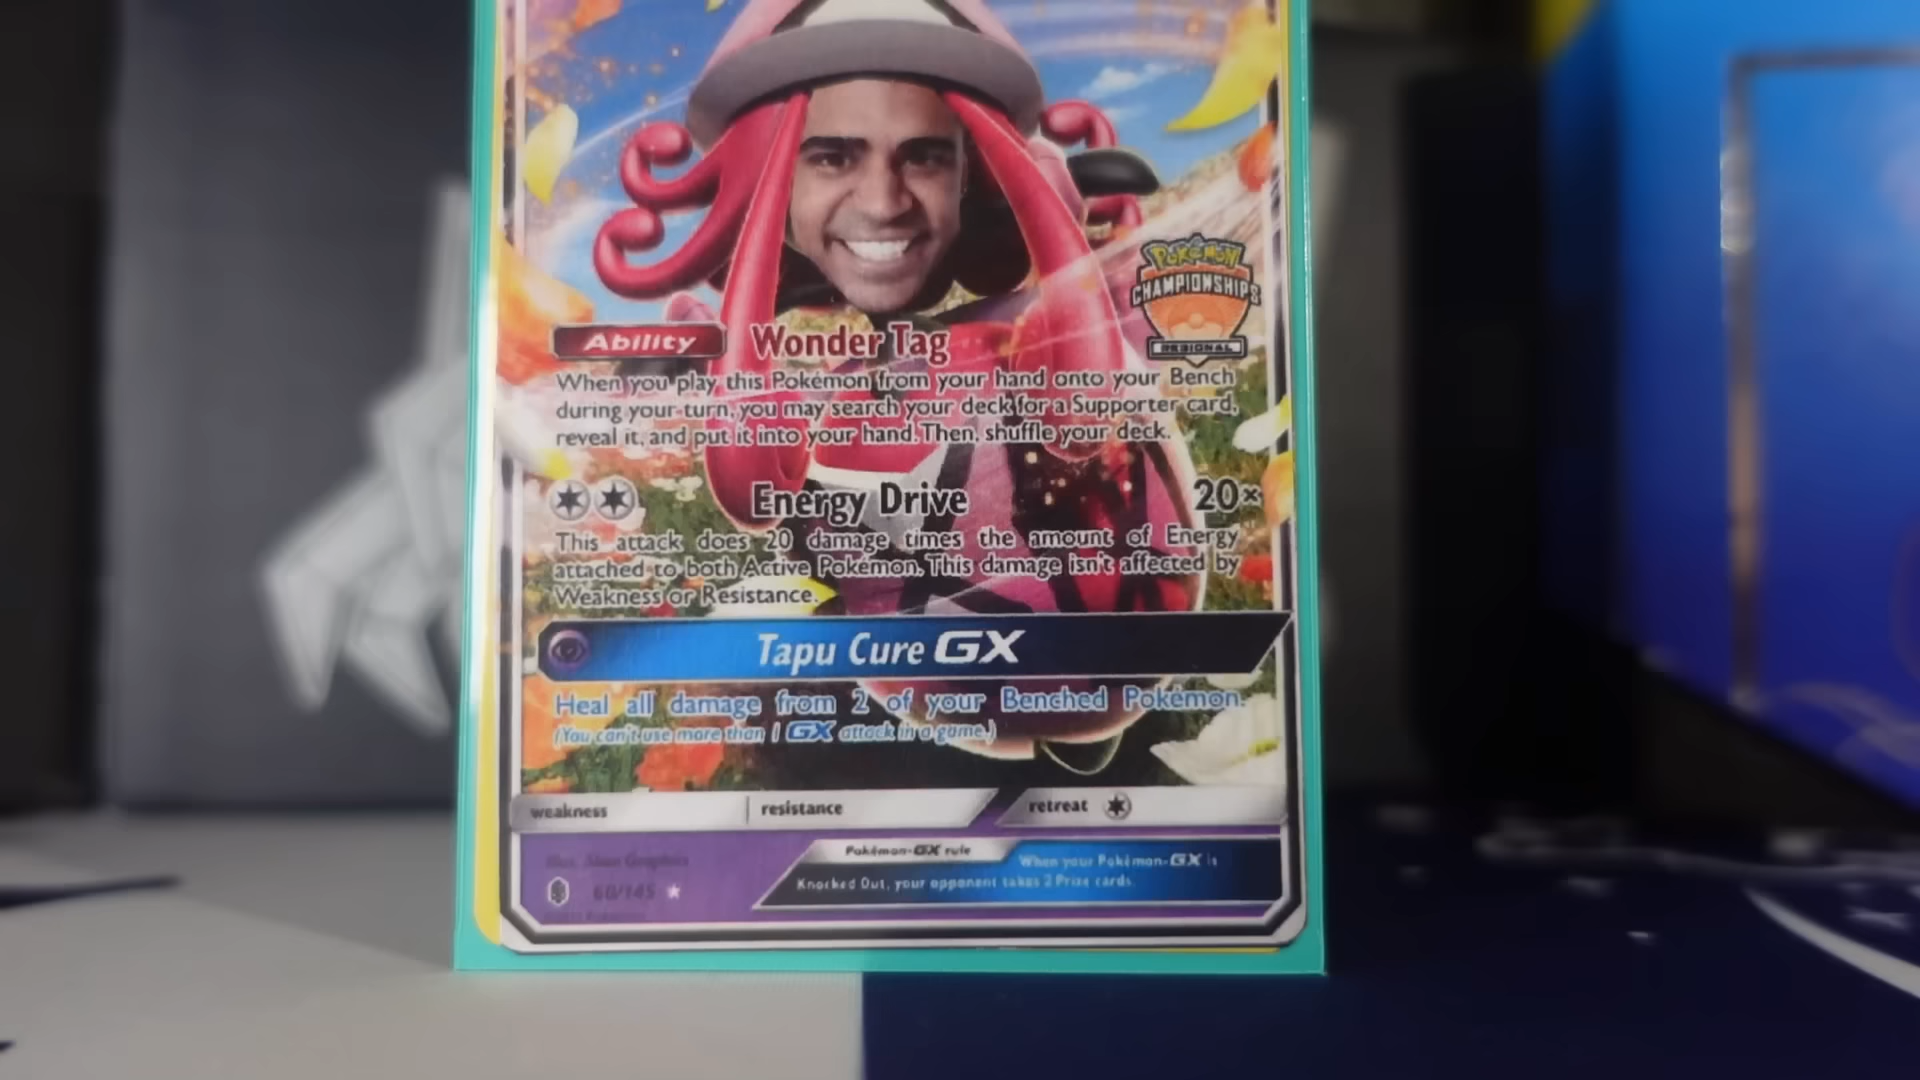 Pokémon
CHAMPIONSHIPS
REGIONAL
Ability Wonder Tag
When you play this Pokémon from your hand onto your Bench
during your turn, you may search your deck for a Supporter card,
reveal it, and put it into your hand. Then, shuffle your deck.
Energy Drive 20×
This attack does 20 damage times the amount of Energy
attached to both Active Pokémon. This damage isn't affected by
Weakness or Resistance.
Tapu Cure GX
Heal all damage from 2 of your Benched Pokémon.
(You can't use more than 1 GX attack in a game.)
weakness resistance retreat
Pokémon-GX rule
When your Pokémon-GX is
Knocked Out, your opponent takes 2 Prize cards.
60/145